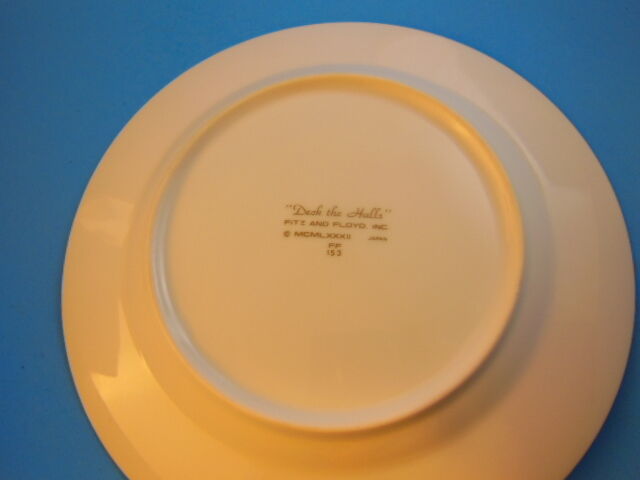 "Deck the Halls"
FITZ AND FLOYD, INC.
© MCMLXXXII JAPAN
FF
153